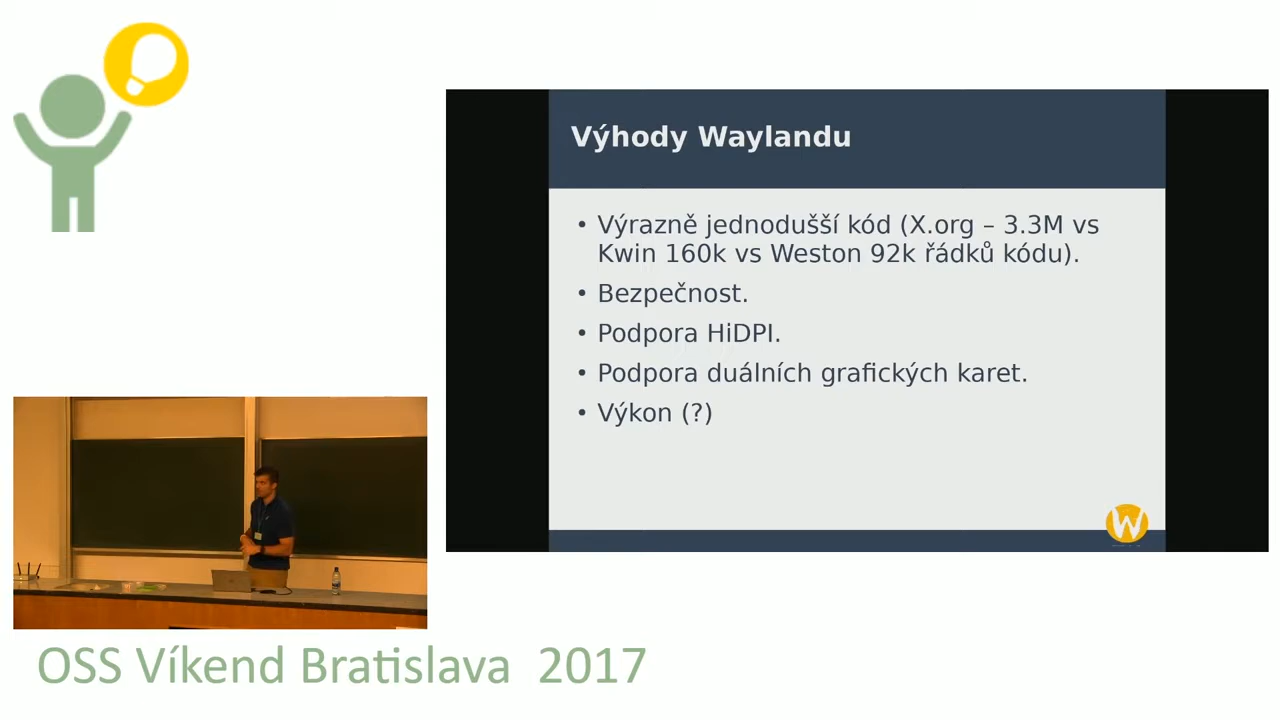 Výhody Waylandu
• Výrazně jednodušší kód (X.org – 3.3M vs
Kwin 160k vs Weston 92k řádků kódu).
• Bezpečnost.
• Podpora HiDPI.
• Podpora duálních grafických karet.
• Výkon (?)
W
OSS Víkend Bratislava 2017